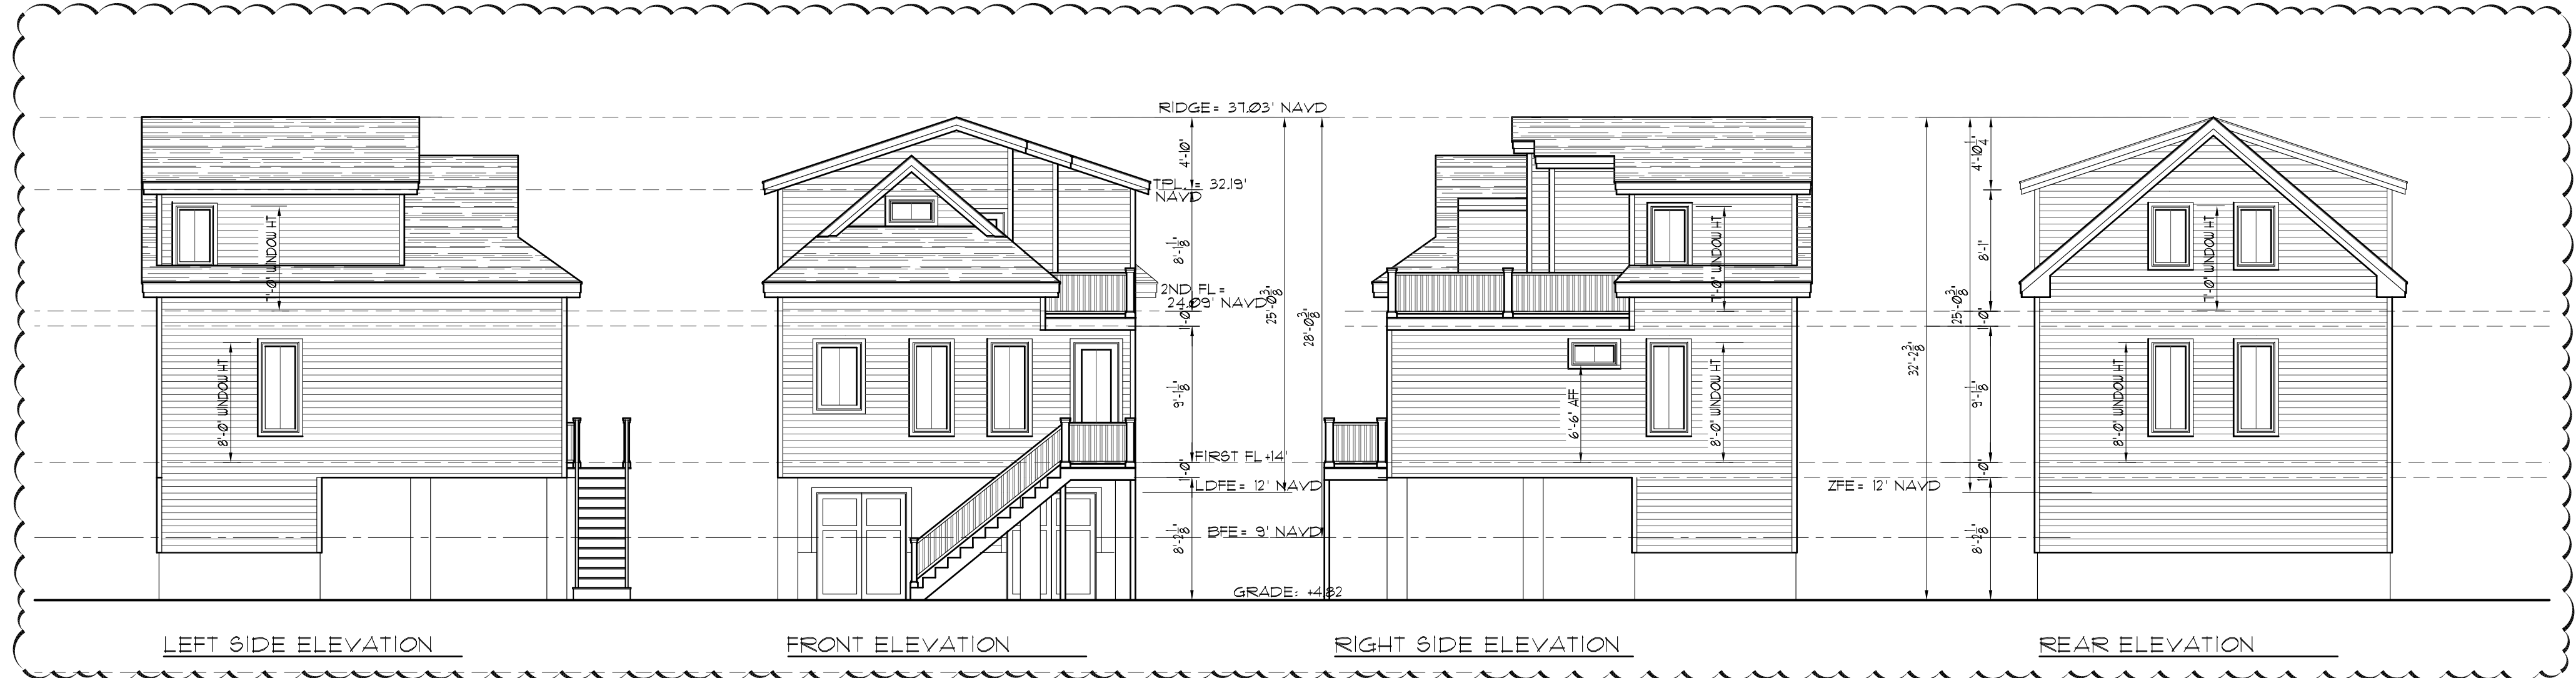 RIDGE= 37.03' NAVD
4'-10"
TPL. = 32.19'
NAVD
8'-1 1/8"
2ND FL =
24.09' NAVD
1'-0"
25'-0 3/8"
28'-0 3/8"
9'-1 1/8"
FIRST FL +14'
1'-0"
LDFE= 12' NAVD
BFE= 9' NAVD
8'-2 1/8"
GRADE: +4.82
7'-0" WINDOW HT
8'-0" WINDOW HT
7'-0" WINDOW HT
6'-6" AFF
8'-0" WINDOW HT
ZFE= 12' NAVD
32'-2 3/8"
25'-0 3/8"
4'-10 1/4"
8'-1"
1'-0"
9'-1 1/8"
1'-0"
8'-2 1/8"
7'-0" WINDOW HT
8'-0" WINDOW HT
LEFT SIDE ELEVATION
FRONT ELEVATION
RIGHT SIDE ELEVATION
REAR ELEVATION